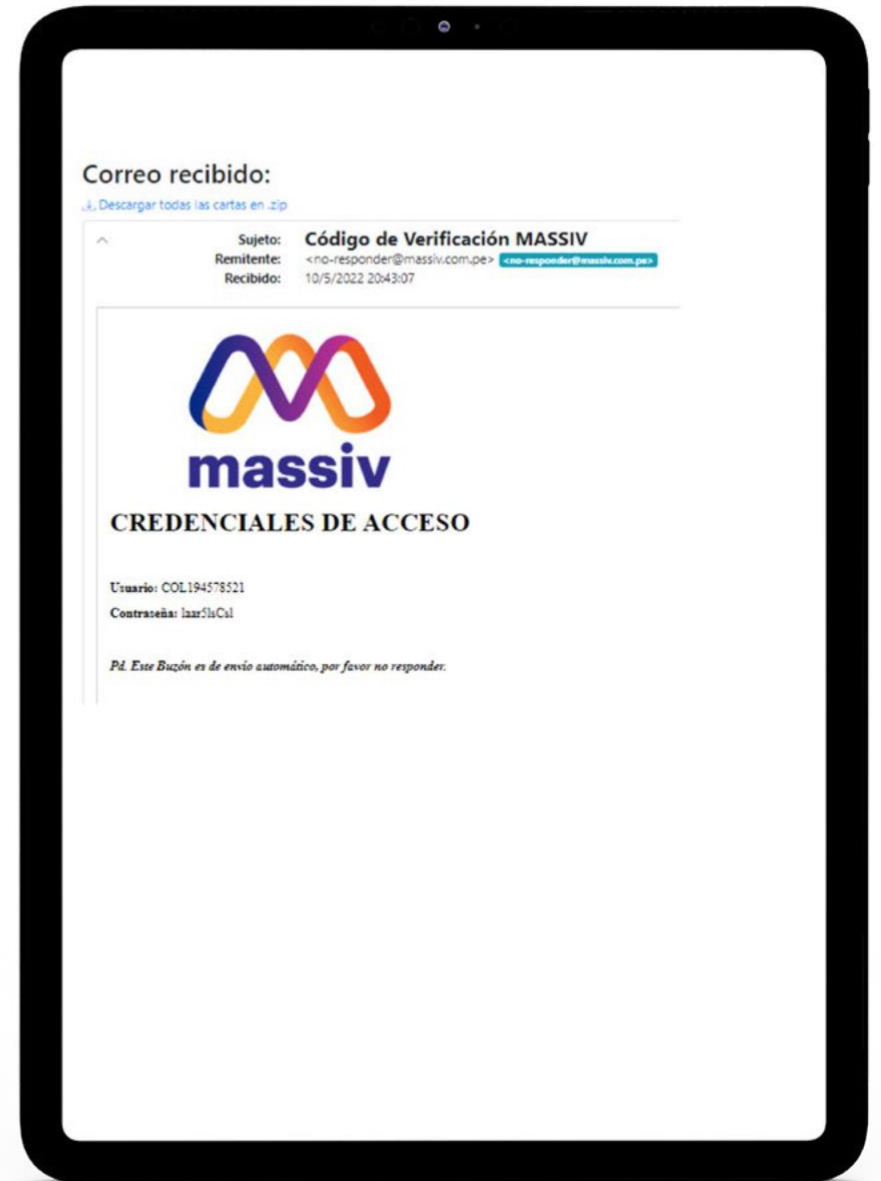 Correo recibido:
Descargar todas las cartas en .zip
Sujeto: Código de Verificación MASSIV
Remitente: <no-responder@massiv.com.pe> <no-responder@massiv.com.pe>
Recibido: 10/5/2022 20:43:07
massiv
CREDENCIALES DE ACCESO
Usuario: COL194578521
Contraseña:
Pd. Este Buzón es de envío automático, por favor no responder.